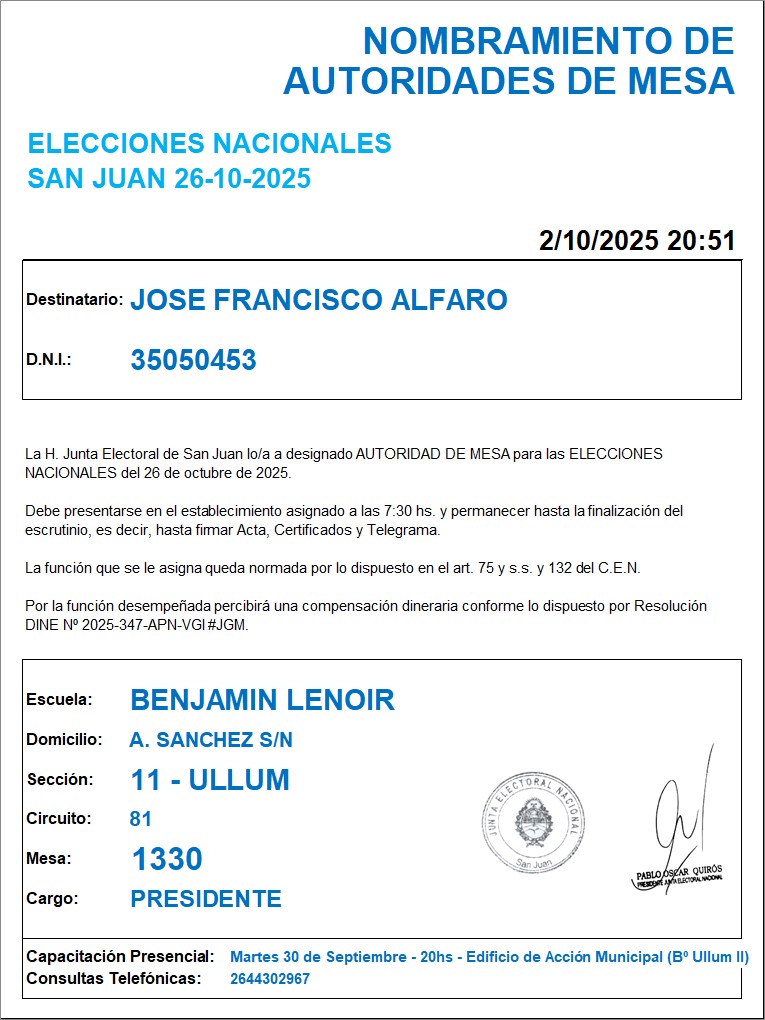 NOMBRAMIENTO DE
AUTORIDADES DE MESA
ELECCIONES NACIONALES
SAN JUAN 26-10-2025
2/10/2025 20:51
Destinatario: JOSE FRANCISCO ALFARO
D.N.I.: 35050453
La H. Junta Electoral de San Juan lo/a a designado AUTORIDAD DE MESA para las ELECCIONES
NACIONALES del 26 de octubre de 2025.
Debe presentarse en el establecimiento asignado a las 7:30 hs. y permanecer hasta la finalización del
escrutinio, es decir, hasta firmar Acta, Certificados y Telegrama.
La función que se le asigna queda normada por lo dispuesto en el art. 75 y s.s. y 132 del C.E.N.
Por la función desempeñada percibirá una compensación dineraria conforme lo dispuesto por Resolución
DINE Nº 2025-347-APN-VGI#JGM.
Escuela: BENJAMIN LENOIR
Domicilio: A. SANCHEZ S/N
Sección: 11 - ULLUM
Circuito: 81
Mesa: 1330
Cargo: PRESIDENTE
JUNTA ELECTORAL NACIONAL
San Juan
PABLO OSCAR QUIRÓS
PRESIDENTE JUNTA ELECTORAL NACIONAL
Capacitación Presencial: Martes 30 de Septiembre - 20hs - Edificio de Acción Municipal (Bº Ullum II)
Consultas Telefónicas: 2644302967